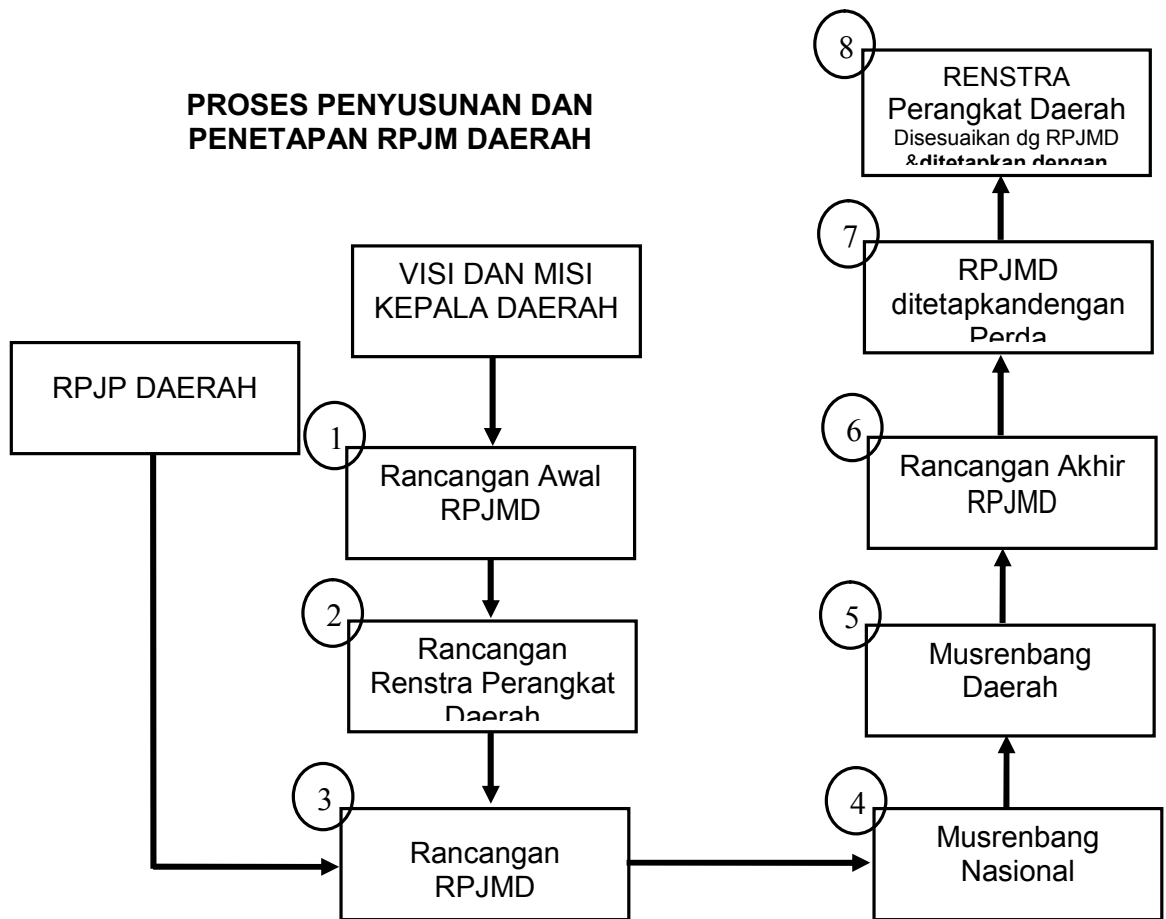 PROSES PENYUSUNAN DAN
PENETAPAN RPJM DAERAH
VISI DAN MISI
KEPALA DAERAH
RPJP DAERAH
1
Rancangan Awal
RPJMD
2
Rancangan
Renstra Perangkat
Daerah
3
Rancangan
RPJMD
4
Musrenbang
Nasional
5
Musrenbang
Daerah
6
Rancangan Akhir
RPJMD
7
RPJMD
ditetapkandengan
Perda
8
RENSTRA
Perangkat Daerah
Disesuaikan dg RPJMD
&ditetapkan dengan